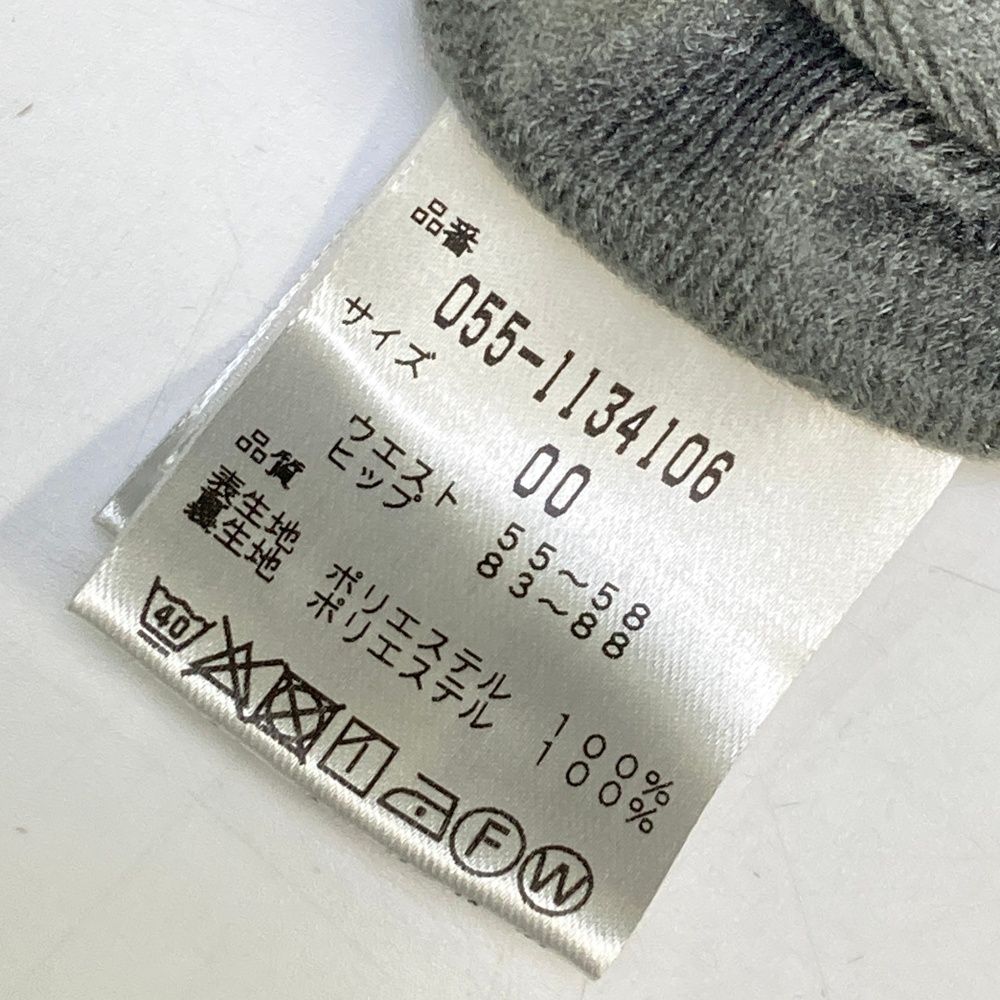 品番
055-1134106
サイズ
00
ウエスト 55～58
ヒップ 83～88
品質
表生地 ポリエステル 100%
裏生地 ポリエステル 100%
40
F W